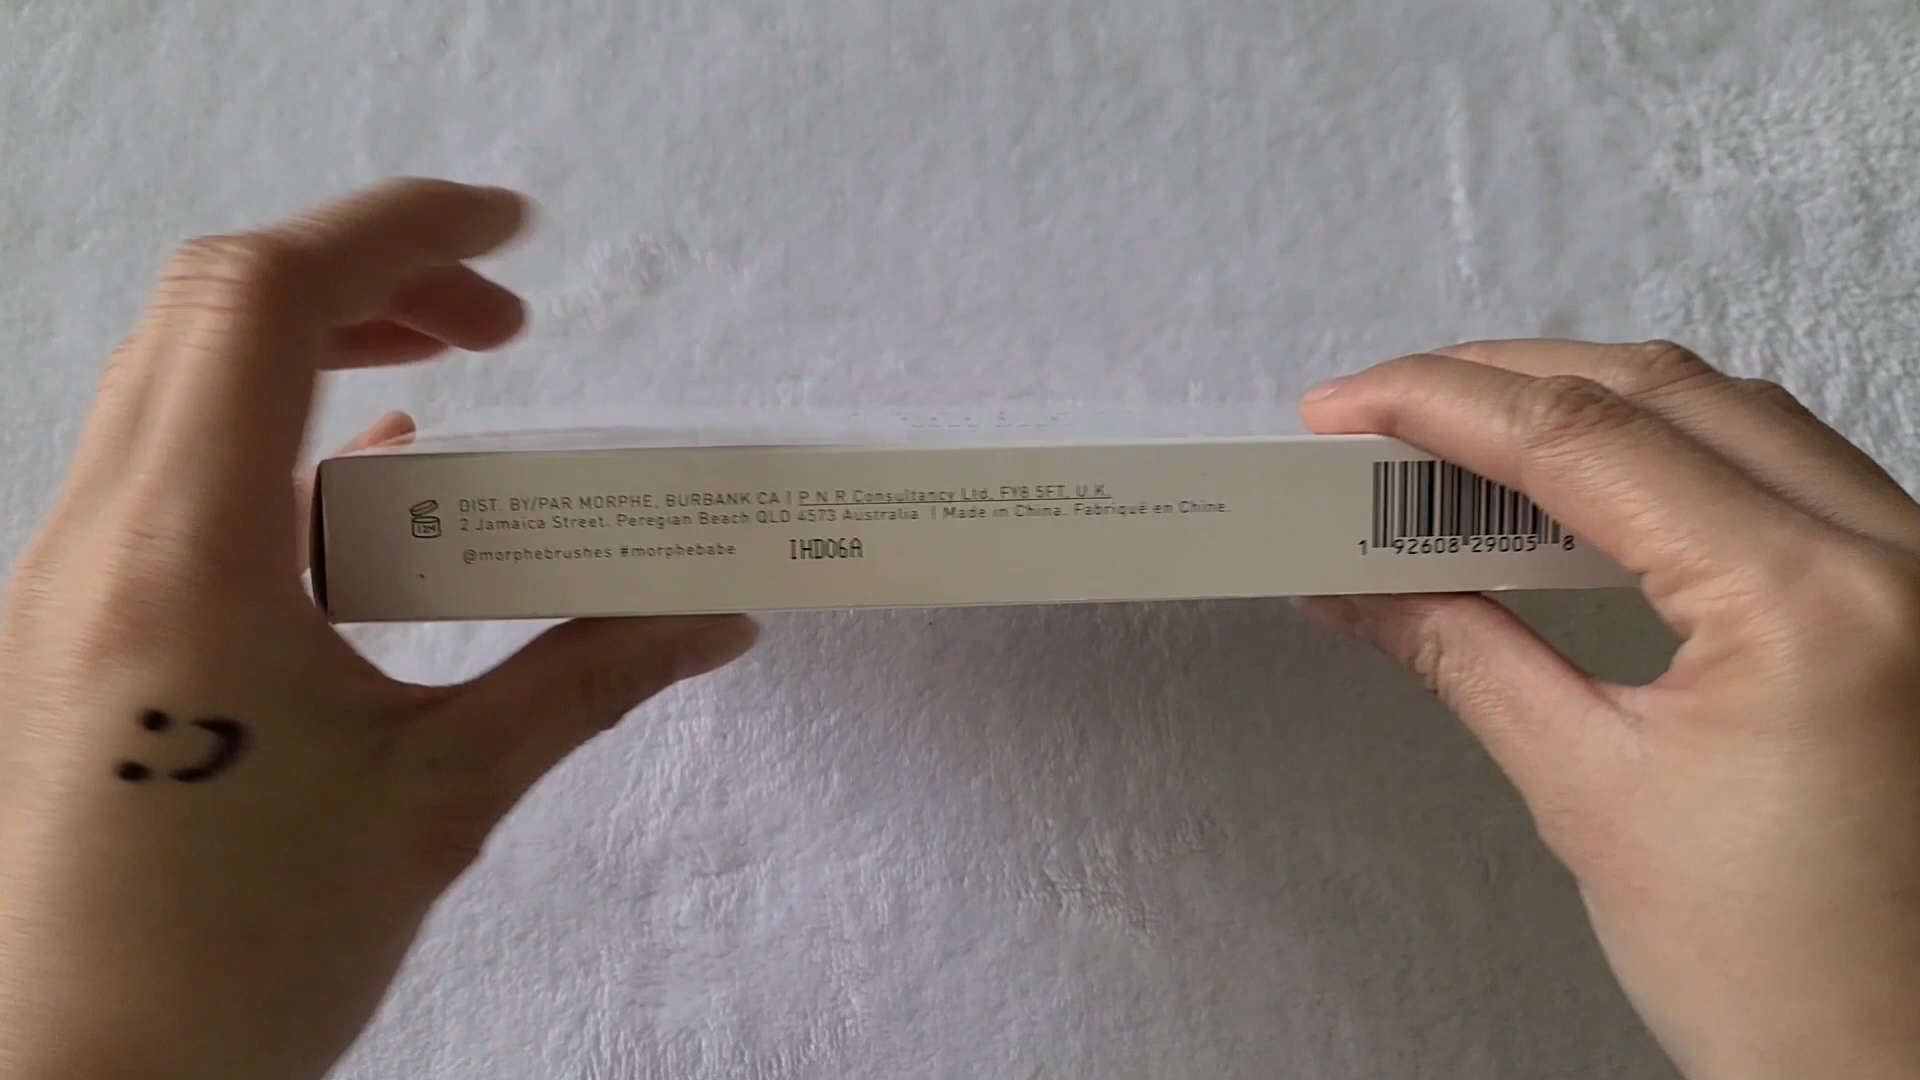 12M
DIST. BY/PAR MORPHE, BURBANK CA | P N R Consultancy Ltd, FY8 5FT, U.K.
2 Jamaica Street. Peregian Beach QLD 4573 Australia | Made in China. Fabriqué en Chine.
@morphebrushes #morphebabe IHD06A
1 92608 29005 8